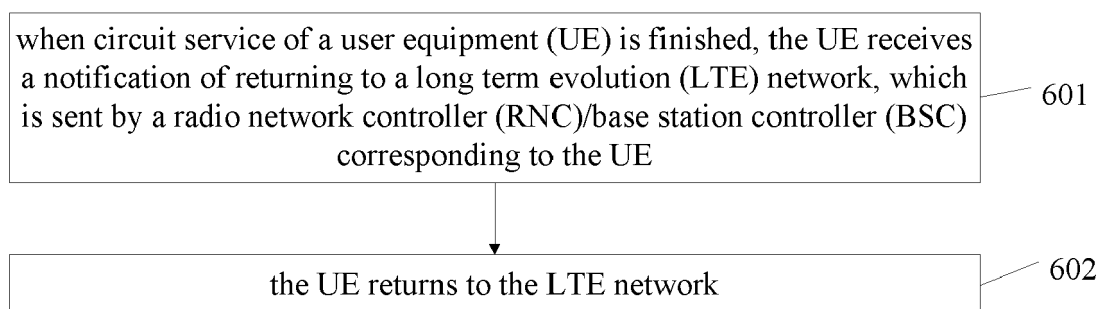 when circuit service of a user equipment (UE) is finished, the UE receives
a notification of returning to a long term evolution (LTE) network, which
is sent by a radio network controller (RNC)/base station controller (BSC)
corresponding to the UE
601
the UE returns to the LTE network
602